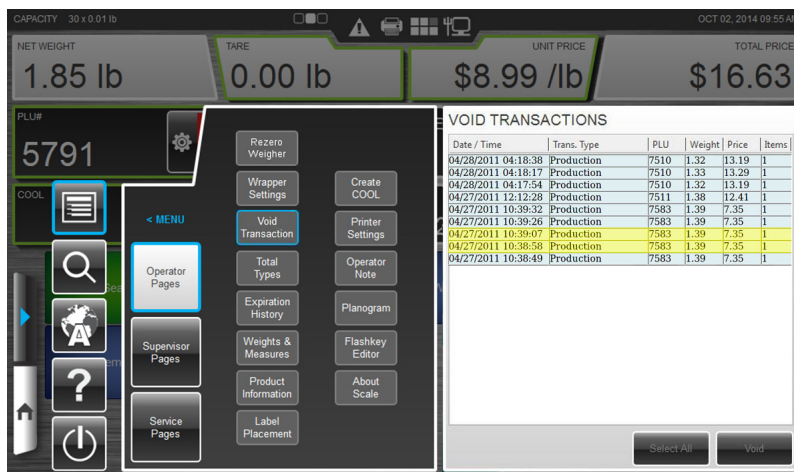 CAPACITY 30 x 0.01 lb
OCT 02, 2014 09:55 AM
NET WEIGHT
1.85 lb
TARE
0.00 lb
UNIT PRICE
$8.99 /lb
TOTAL PRICE
$16.63
PLU#
5791
COOL
< MENU
Operator
Pages
Supervisor
Pages
Service
Pages
Rezero
Weigher
Wrapper
Settings
Void
Transaction
Total
Types
Expiration
History
Weights &
Measures
Product
Information
Label
Placement
Create
COOL
Printer
Settings
Operator
Note
Planogram
Flashkey
Editor
About
Scale
VOID TRANSACTIONS
Date / Time Trans. Type PLU Weight Price Items
04/28/2011 04:18:38 Production 7510 1.32 13.19 1
04/28/2011 04:18:17 Production 7510 1.33 13.29 1
04/28/2011 04:17:54 Production 7510 1.32 13.19 1
04/27/2011 12:12:28 Production 7511 1.38 12.41 1
04/27/2011 10:39:32 Production 7583 1.39 7.35 1
04/27/2011 10:39:26 Production 7583 1.39 7.35 1
04/27/2011 10:39:07 Production 7583 1.39 7.35 1
04/27/2011 10:38:58 Production 7583 1.39 7.35 1
04/27/2011 10:38:49 Production 7583 1.39 7.35 1
Select All
Void